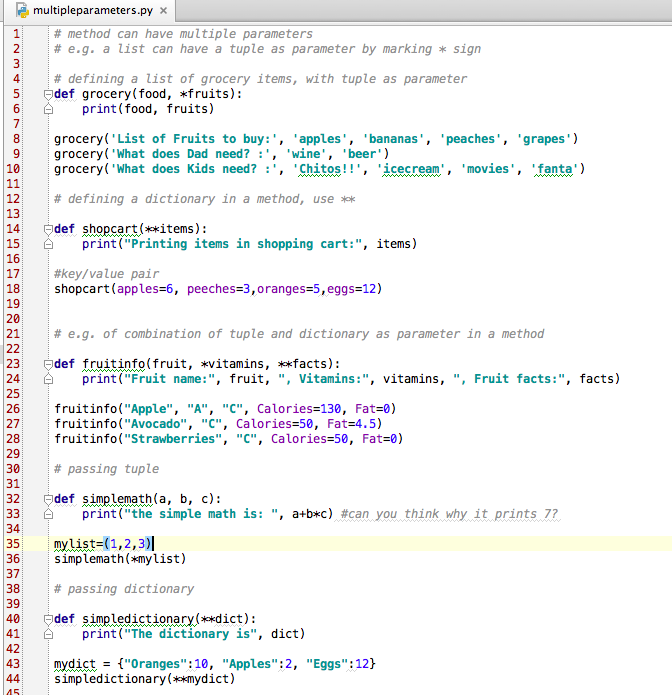 multipleparameters.py ×
1 # method can have multiple parameters
2 # e.g. a list can have a tuple as parameter by marking * sign
3
4 # defining a list of grocery items, with tuple as parameter
5 def grocery(food, *fruits):
6     print(food, fruits)
7
8 grocery('List of Fruits to buy:', 'apples', 'bananas', 'peaches', 'grapes')
9 grocery('What does Dad need? :', 'wine', 'beer')
10 grocery('What does Kids need? :', 'Chitos!!', 'icecream', 'movies', 'fanta')
11
12 # defining a dictionary in a method, use **
13
14 def shopcart(**items):
15     print("Printing items in shopping cart:", items)
16
17 #key/value pair
18 shopcart(apples=6, peeches=3,oranges=5,eggs=12)
19
20
21 # e.g. of combination of tuple and dictionary as parameter in a method
22
23 def fruitinfo(fruit, *vitamins, **facts):
24     print("Fruit name:", fruit, ", Vitamins:", vitamins, ", Fruit facts:", facts)
25
26 fruitinfo("Apple", "A", "C", Calories=130, Fat=0)
27 fruitinfo("Avocado", "C", Calories=50, Fat=4.5)
28 fruitinfo("Strawberries", "C", Calories=50, Fat=0)
29
30 # passing tuple
31
32 def simplemath(a, b, c):
33     print("the simple math is: ", a+b*c) #can you think why it prints 7?
34
35 mylist=(1,2,3)
36 simplemath(*mylist)
37
38 # passing dictionary
39
40 def simpledictionary(**dict):
41     print("The dictionary is", dict)
42
43 mydict = {"Oranges":10, "Apples":2, "Eggs":12}
44 simpledictionary(**mydict)
45